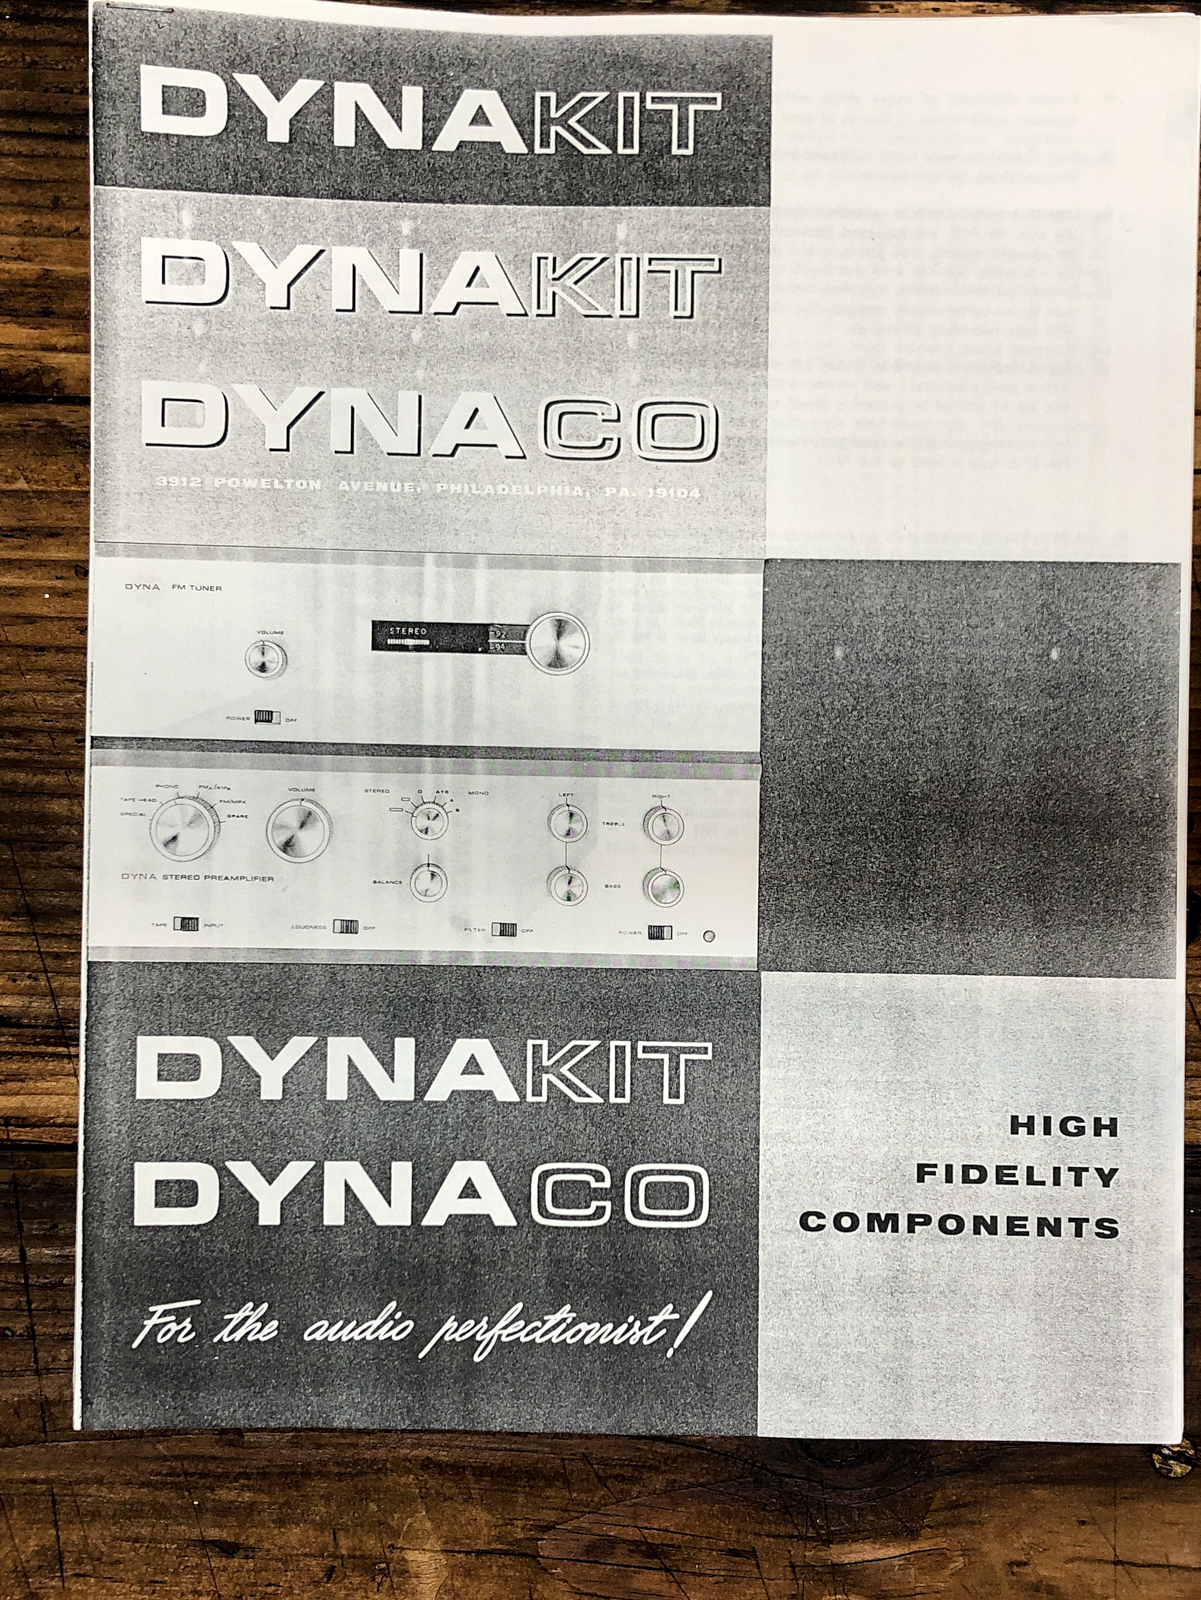 DYNAKIT
DYNAKIT
DYNACO
3912 POWELTON AVENUE, PHILADELPHIA, PA. 19104
DYNA FM TUNER
VOLUME
STEREO
92
94
POWER OFF
PHONO
TAPE HEAD
SPECIAL
FM/MPX
SPARE
VOLUME
STEREO
A+B
A
B
MONO
LEFT
RIGHT
TREBLE
BALANCE
BASS
DYNA STEREO PREAMPLIFIER
TAPE INPUT
LOUDNESS OFF
FILTER OFF
POWER OFF
DYNAKIT
DYNACO
For the audio perfectionist!
HIGH
FIDELITY
COMPONENTS